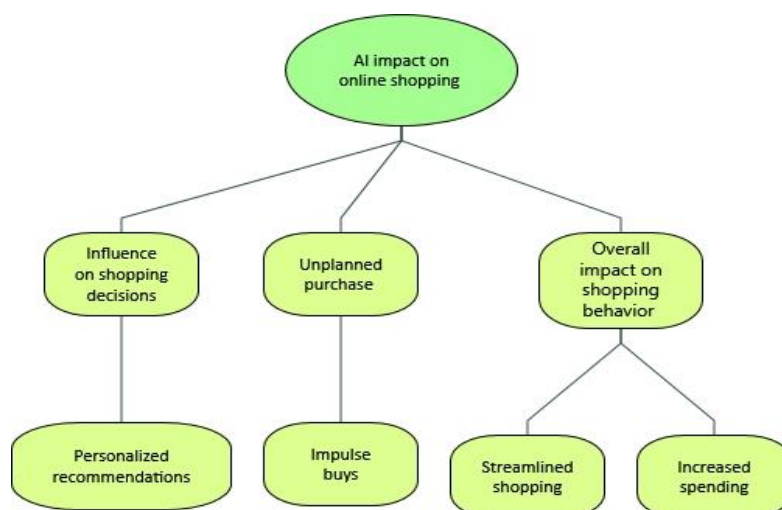 AI impact on
online shopping
Influence
on shopping
decisions
Unplanned
purchase
Overall
impact on
shopping
behavior
Personalized
recommendations
Impulse
buys
Streamlined
shopping
Increased
spending